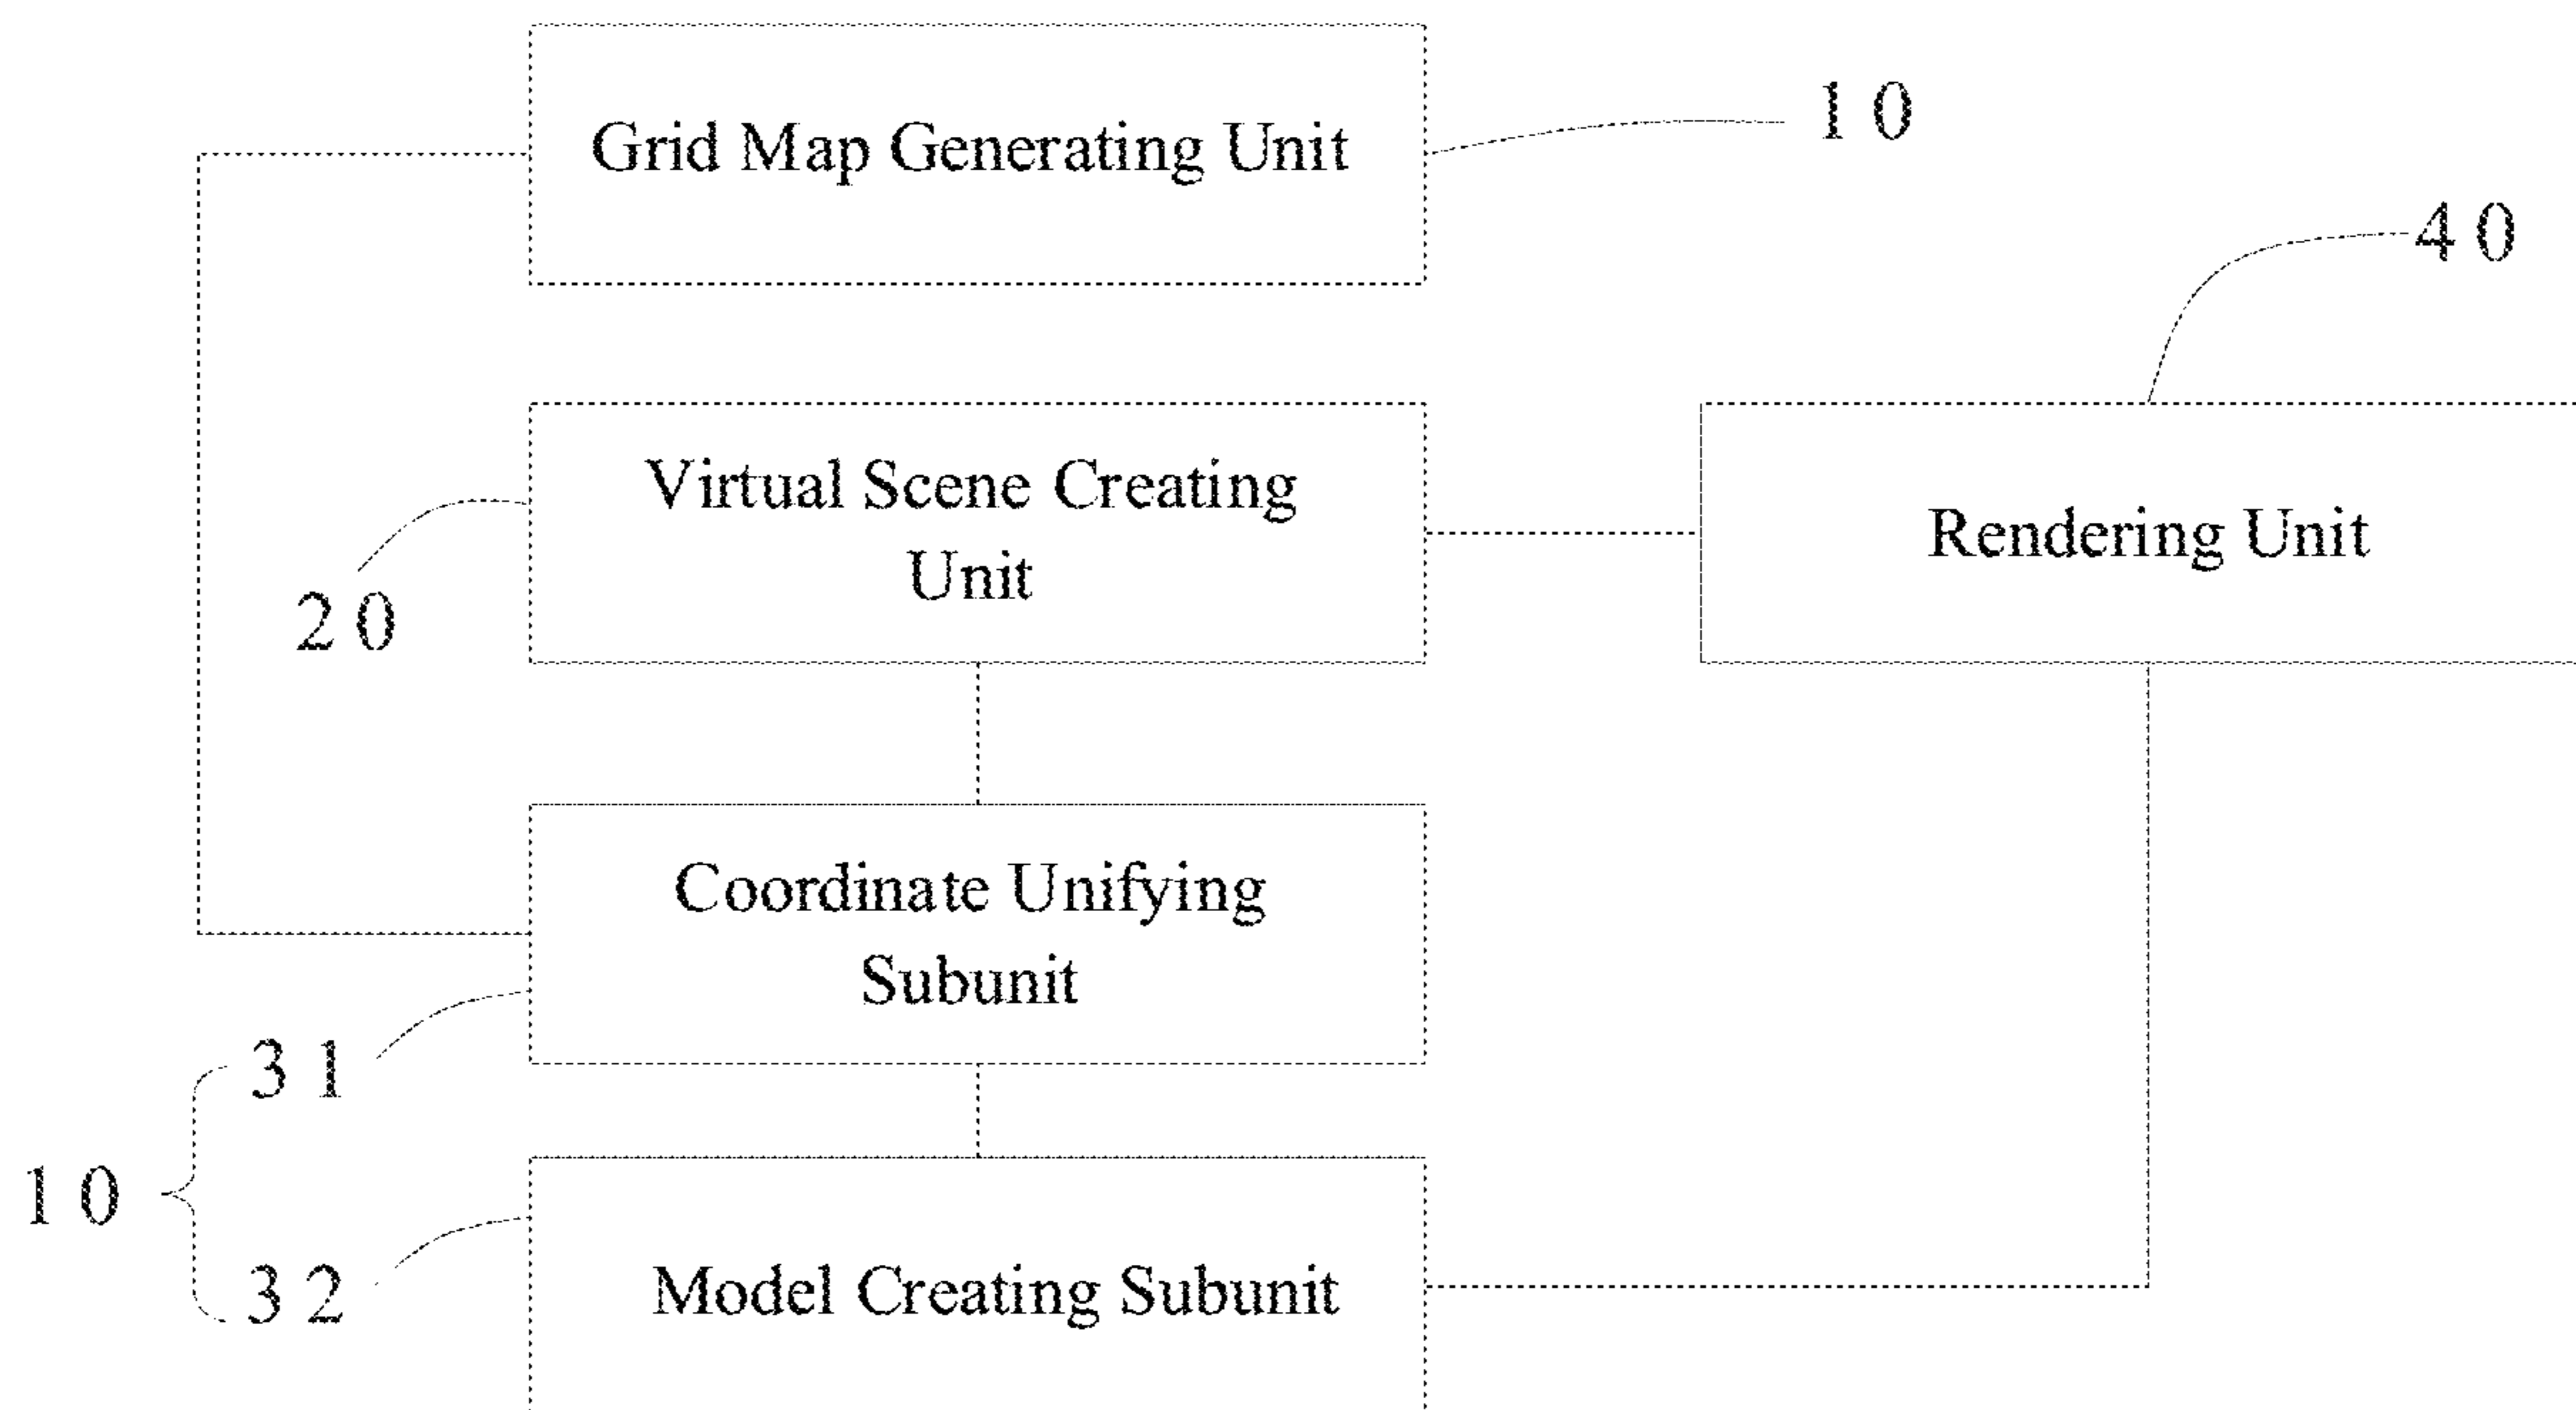 Grid Map Generating Unit
10
40
Virtual Scene Creating
Unit
Rendering Unit
20
Coordinate Unifying
Subunit
31
10
32
Model Creating Subunit